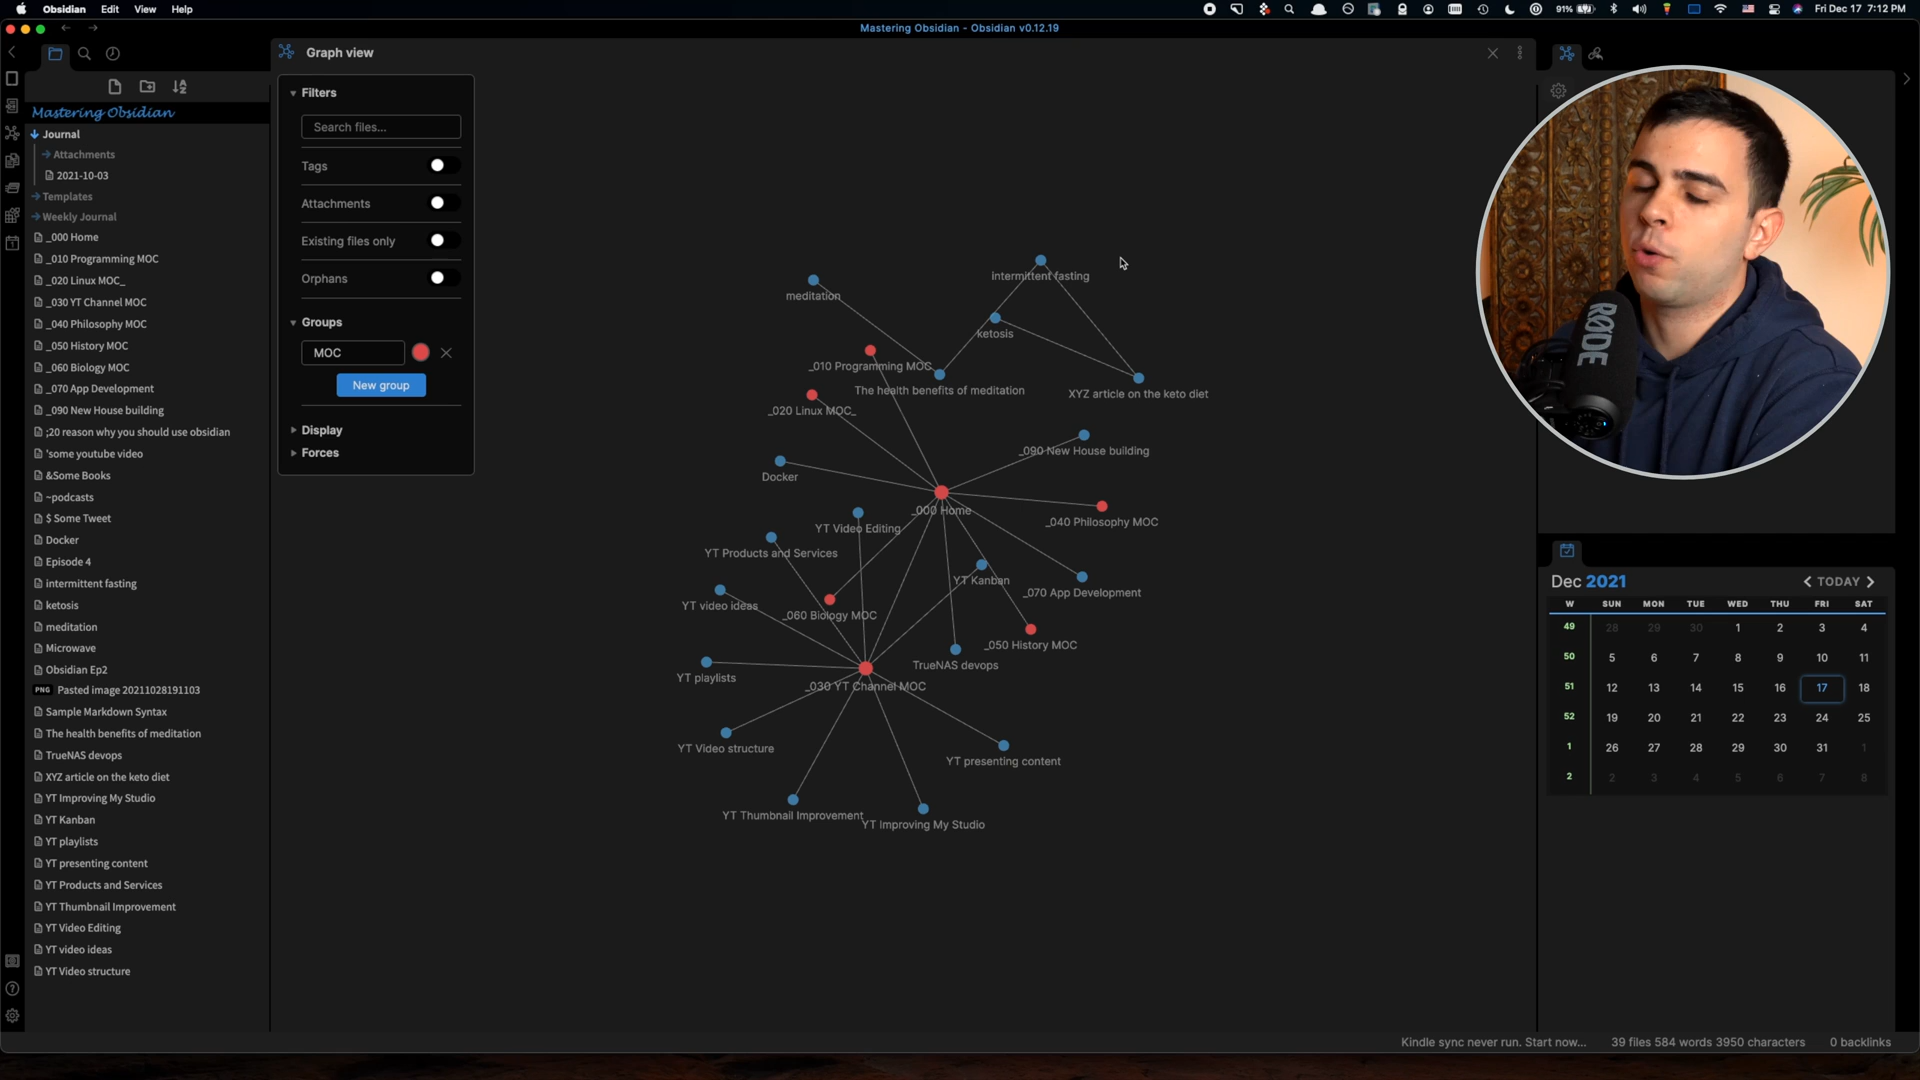 Obsidian Edit View Help
91% Fri Dec 17 7:12 PM
Mastering Obsidian - Obsidian v0.12.19
Graph view
Mastering Obsidian
Journal
Attachments
2021-10-03
Templates
Weekly Journal
_000 Home
_010 Programming MOC
_020 Linux MOC_
_030 YT Channel MOC
_040 Philosophy MOC
_050 History MOC
_060 Biology MOC
_070 App Development
_090 New House building
;20 reason why you should use obsidian
'some youtube video
&Some Books
~podcasts
$ Some Tweet
Docker
Episode 4
intermittent fasting
ketosis
meditation
Microwave
Obsidian Ep2
PNG Pasted image 20211028191103
Sample Markdown Syntax
The health benefits of meditation
TrueNAS devops
XYZ article on the keto diet
YT Improving My Studio
YT Kanban
YT playlists
YT presenting content
YT Products and Services
YT Thumbnail Improvement
YT Video Editing
YT video ideas
YT Video structure
Filters
Search files...
Tags
Attachments
Existing files only
Orphans
Groups
MOC
New group
Display
Forces
intermittent fasting
meditation
ketosis
_010 Programming MOC
The health benefits of meditation
XYZ article on the keto diet
_020 Linux MOC_
_090 New House building
Docker
_000 Home
_040 Philosophy MOC
YT Video Editing
YT Products and Services
YT Kanban
_070 App Development
YT video ideas
_060 Biology MOC
_050 History MOC
TrueNAS devops
YT playlists
_030 YT Channel MOC
YT Video structure
YT presenting content
YT Thumbnail Improvement
YT Improving My Studio
RØDE
Dec 2021
TODAY
W SUN MON TUE WED THU FRI SAT
49 28 29 30 1 2 3 4
50 5 6 7 8 9 10 11
51 12 13 14 15 16 17 18
52 19 20 21 22 23 24 25
1 26 27 28 29 30 31 1
2 2 3 4 5 6 7 8
Kindle sync never run. Start now... 39 files 584 words 3950 characters 0 backlinks